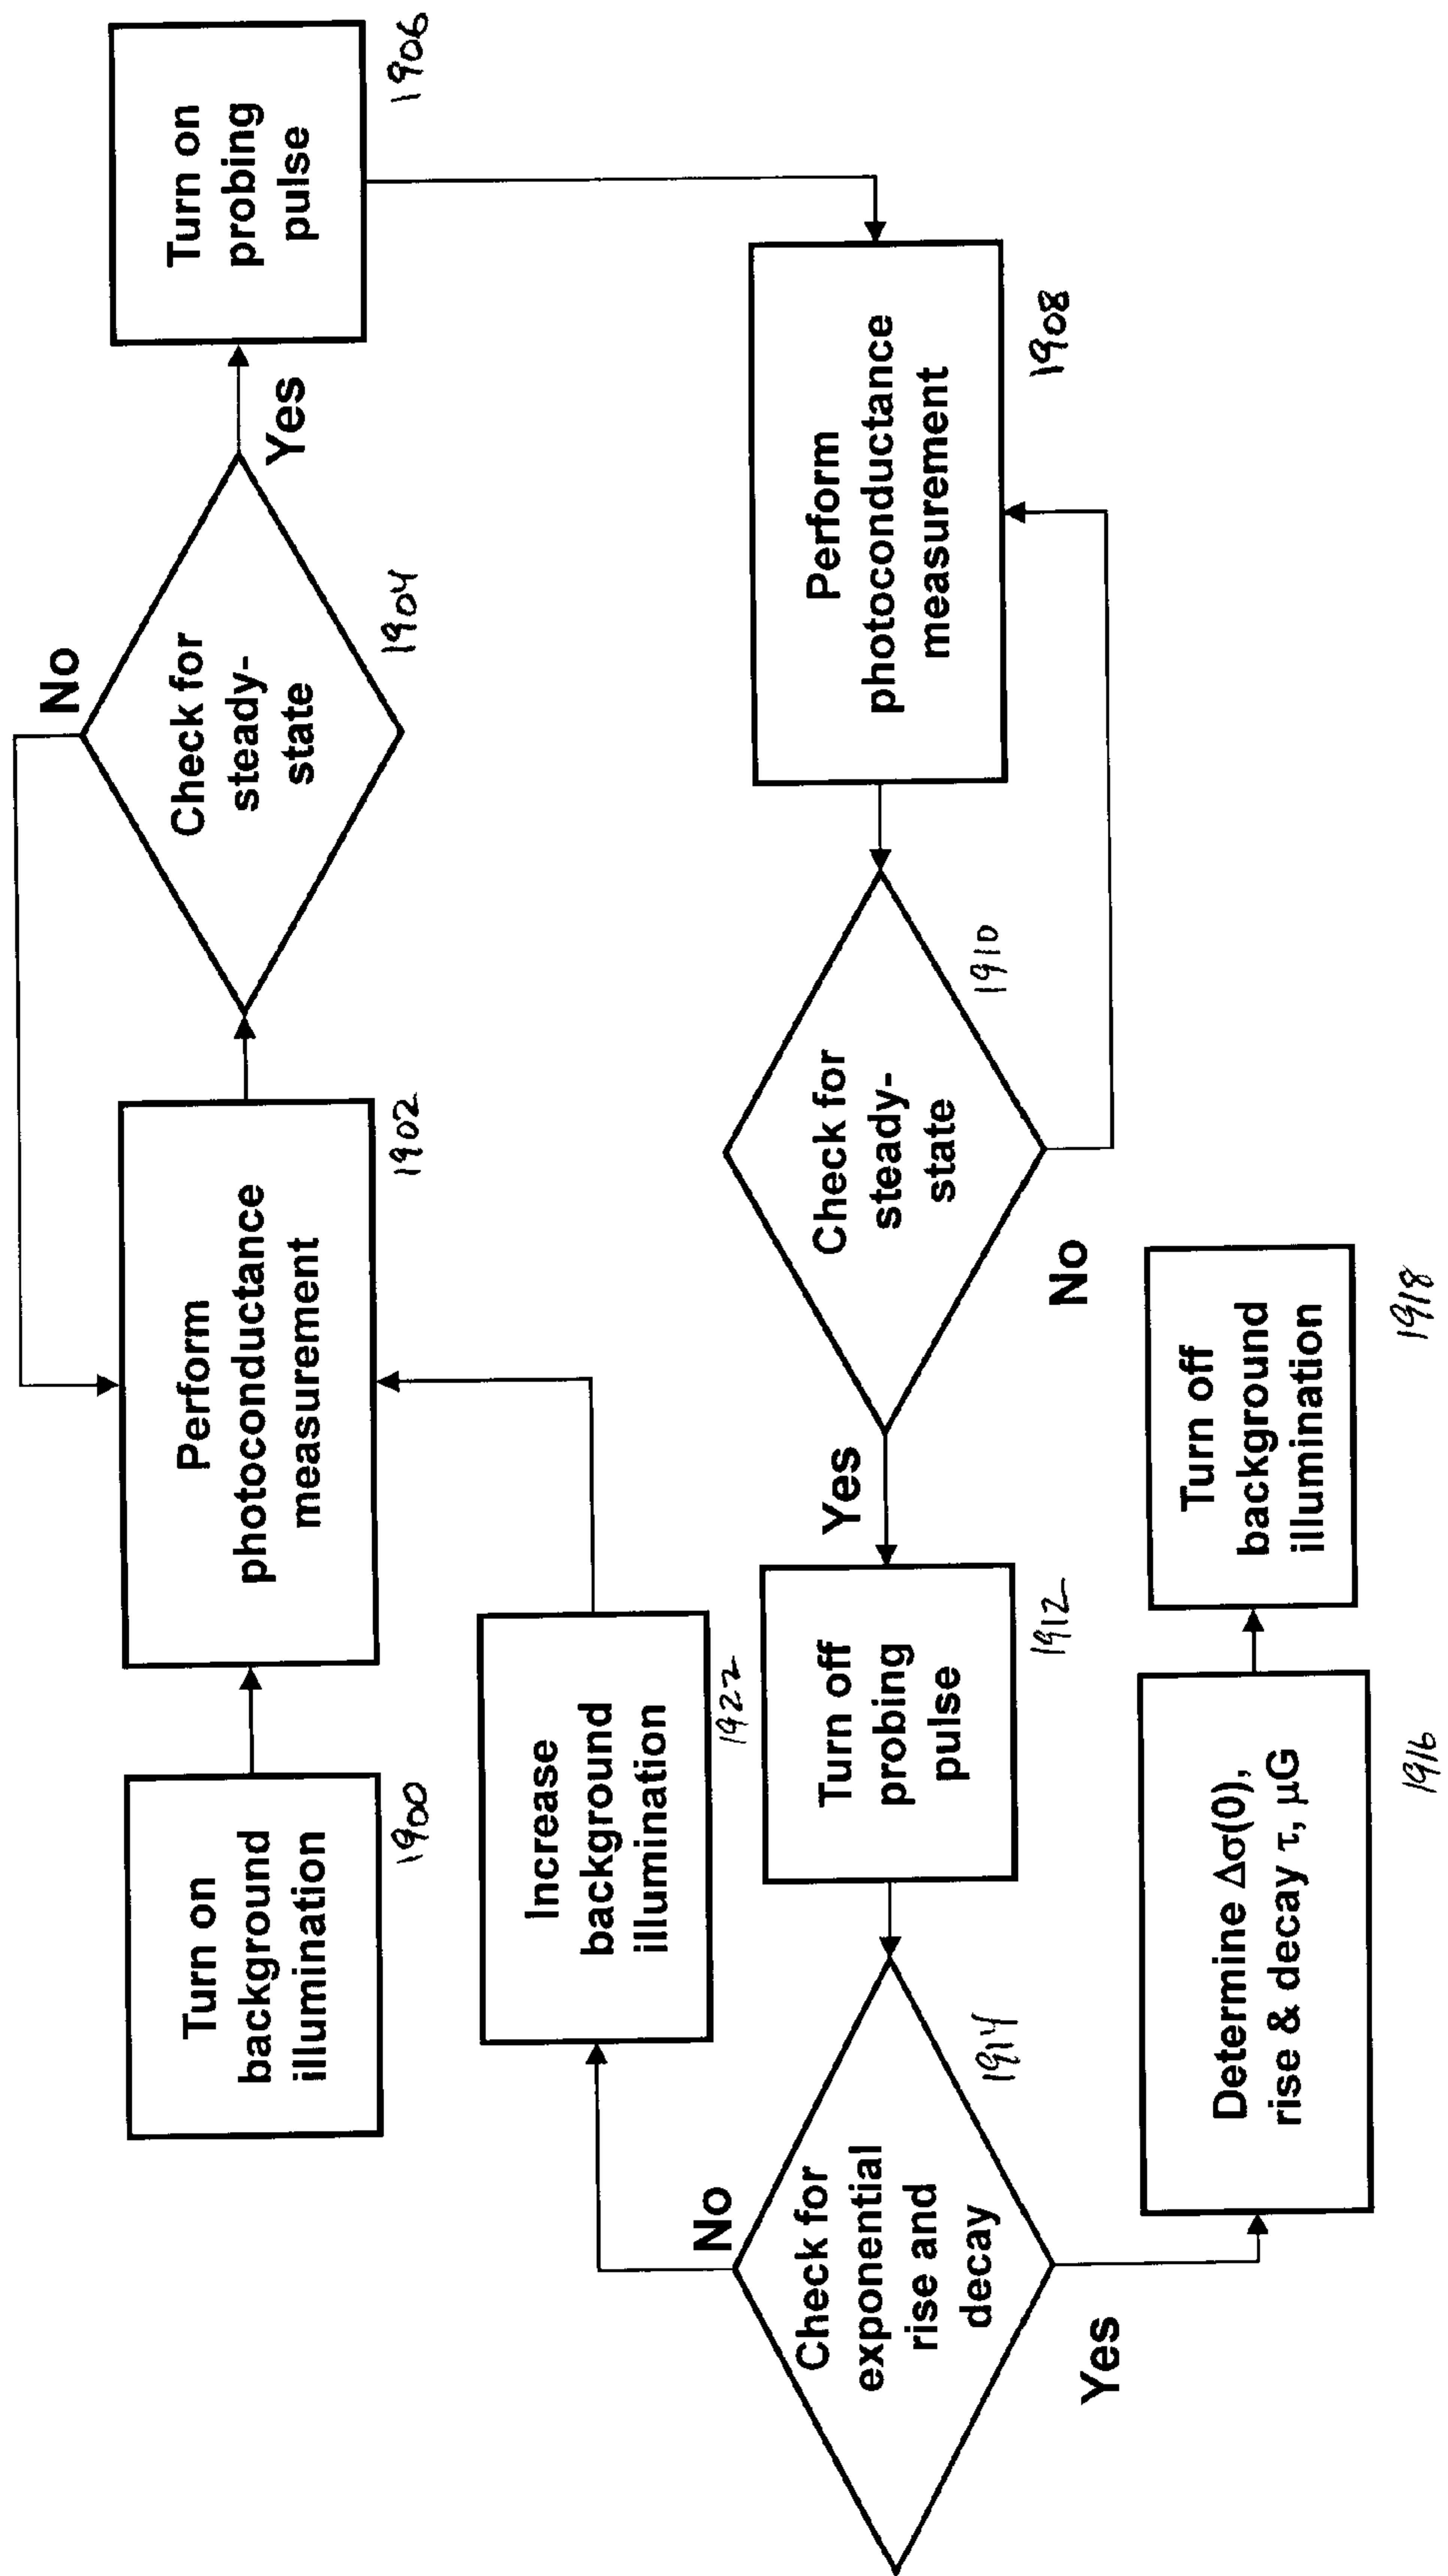 Turn on
background
illumination
1900
Perform
photoconductance
measurement
1902
Check for
steady-
state
1904
No
Yes
Turn on
probing
pulse
1906
Perform
photoconductance
measurement
1908
Check for
steady-
state
1910
No
Yes
Turn off
probing
pulse
1912
Check for
exponential
rise and
decay
1914
No
Yes
Increase
background
illumination
1922
Determine Δσ(0),
rise & decay τ, μG
1916
Turn off
background
illumination
1918